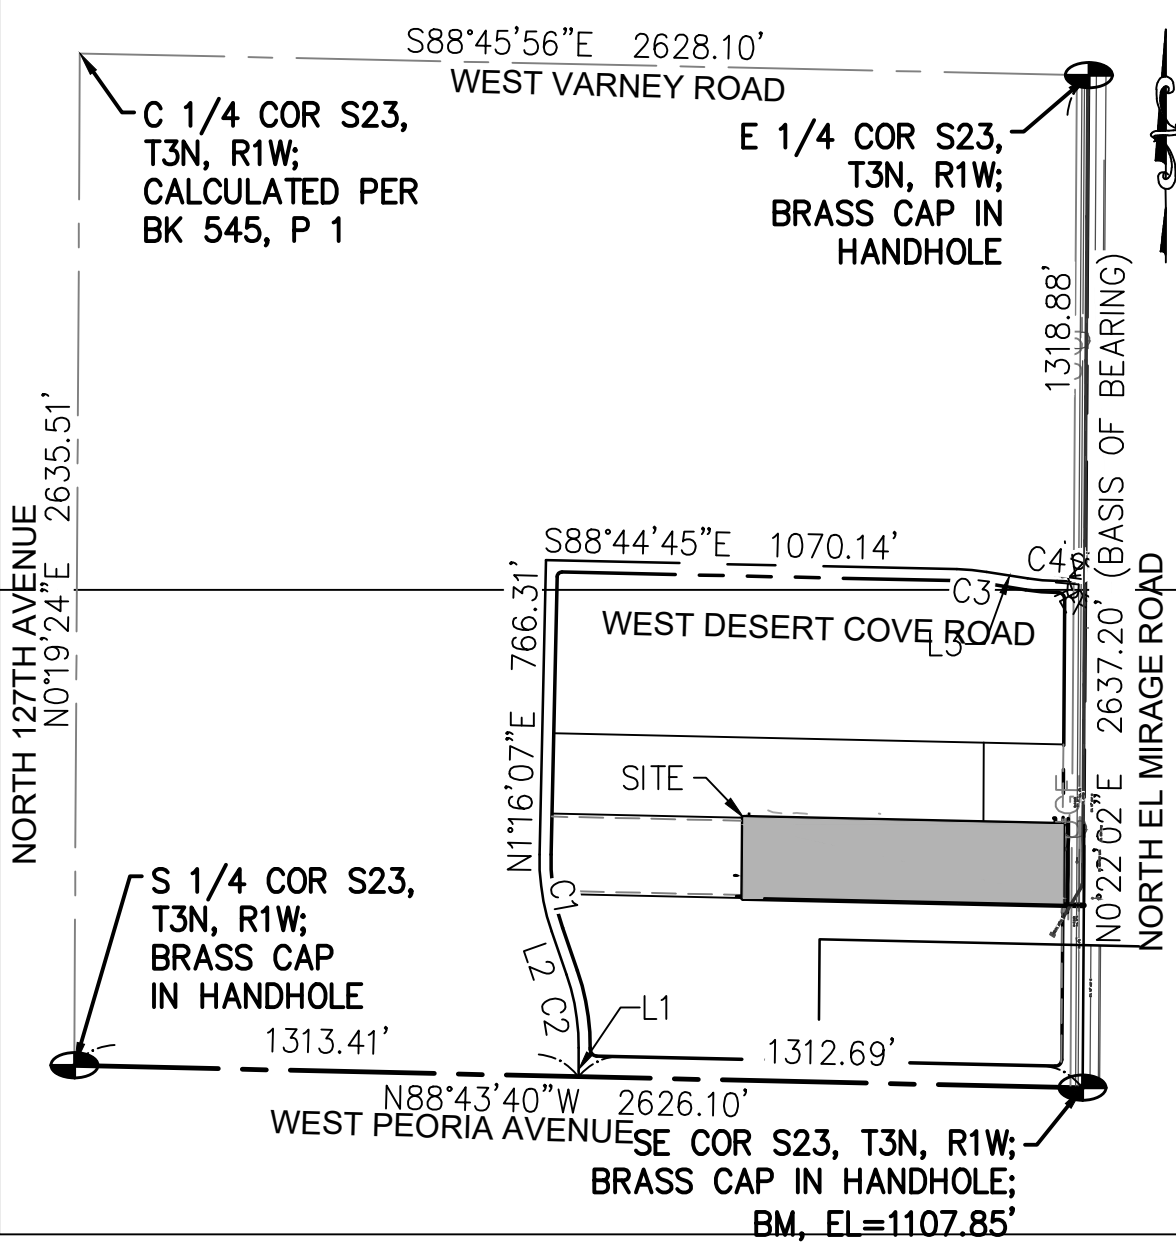 S88°45'56"E 2628.10'
WEST VARNEY ROAD
C 1/4 COR S23,
T3N, R1W;
CALCULATED PER
BK 545, P 1
E 1/4 COR S23,
T3N, R1W;
BRASS CAP IN
HANDHOLE
1318.88'
N0°22'02"E 2637.20' (BASIS OF BEARING)
NORTH EL MIRAGE ROAD
NORTH 127TH AVENUE
N0°19'24"E 2635.51'
S88°44'45"E 1070.14'
C4
C3
WEST DESERT COVE ROAD
L3
N1°16'07"E 766.31'
SITE
C1
L2
C2
L1
S 1/4 COR S23,
T3N, R1W;
BRASS CAP
IN HANDHOLE
1313.41'
1312.69'
N88°43'40"W 2626.10'
WEST PEORIA AVENUE
SE COR S23, T3N, R1W;
BRASS CAP IN HANDHOLE;
BM, EL=1107.85'